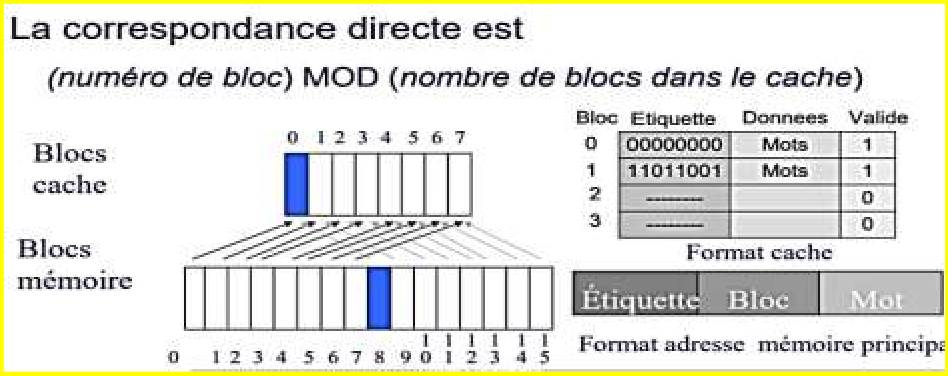 La correspondance directe est
(numéro de bloc) MOD (nombre de blocs dans le cache)
Blocs
cache
0 1 2 3 4 5 6 7
Blocs
mémoire
0 1 2 3 4 5 6 7 8 9 10 11 12 13 14 15
Bloc Etiquette Donnees Valide
0 00000000 Mots 1
1 11011001 Mots 1
2 -------- 0
3 -------- 0
Format cache
Étiquette Bloc Mot
Format adresse mémoire principa